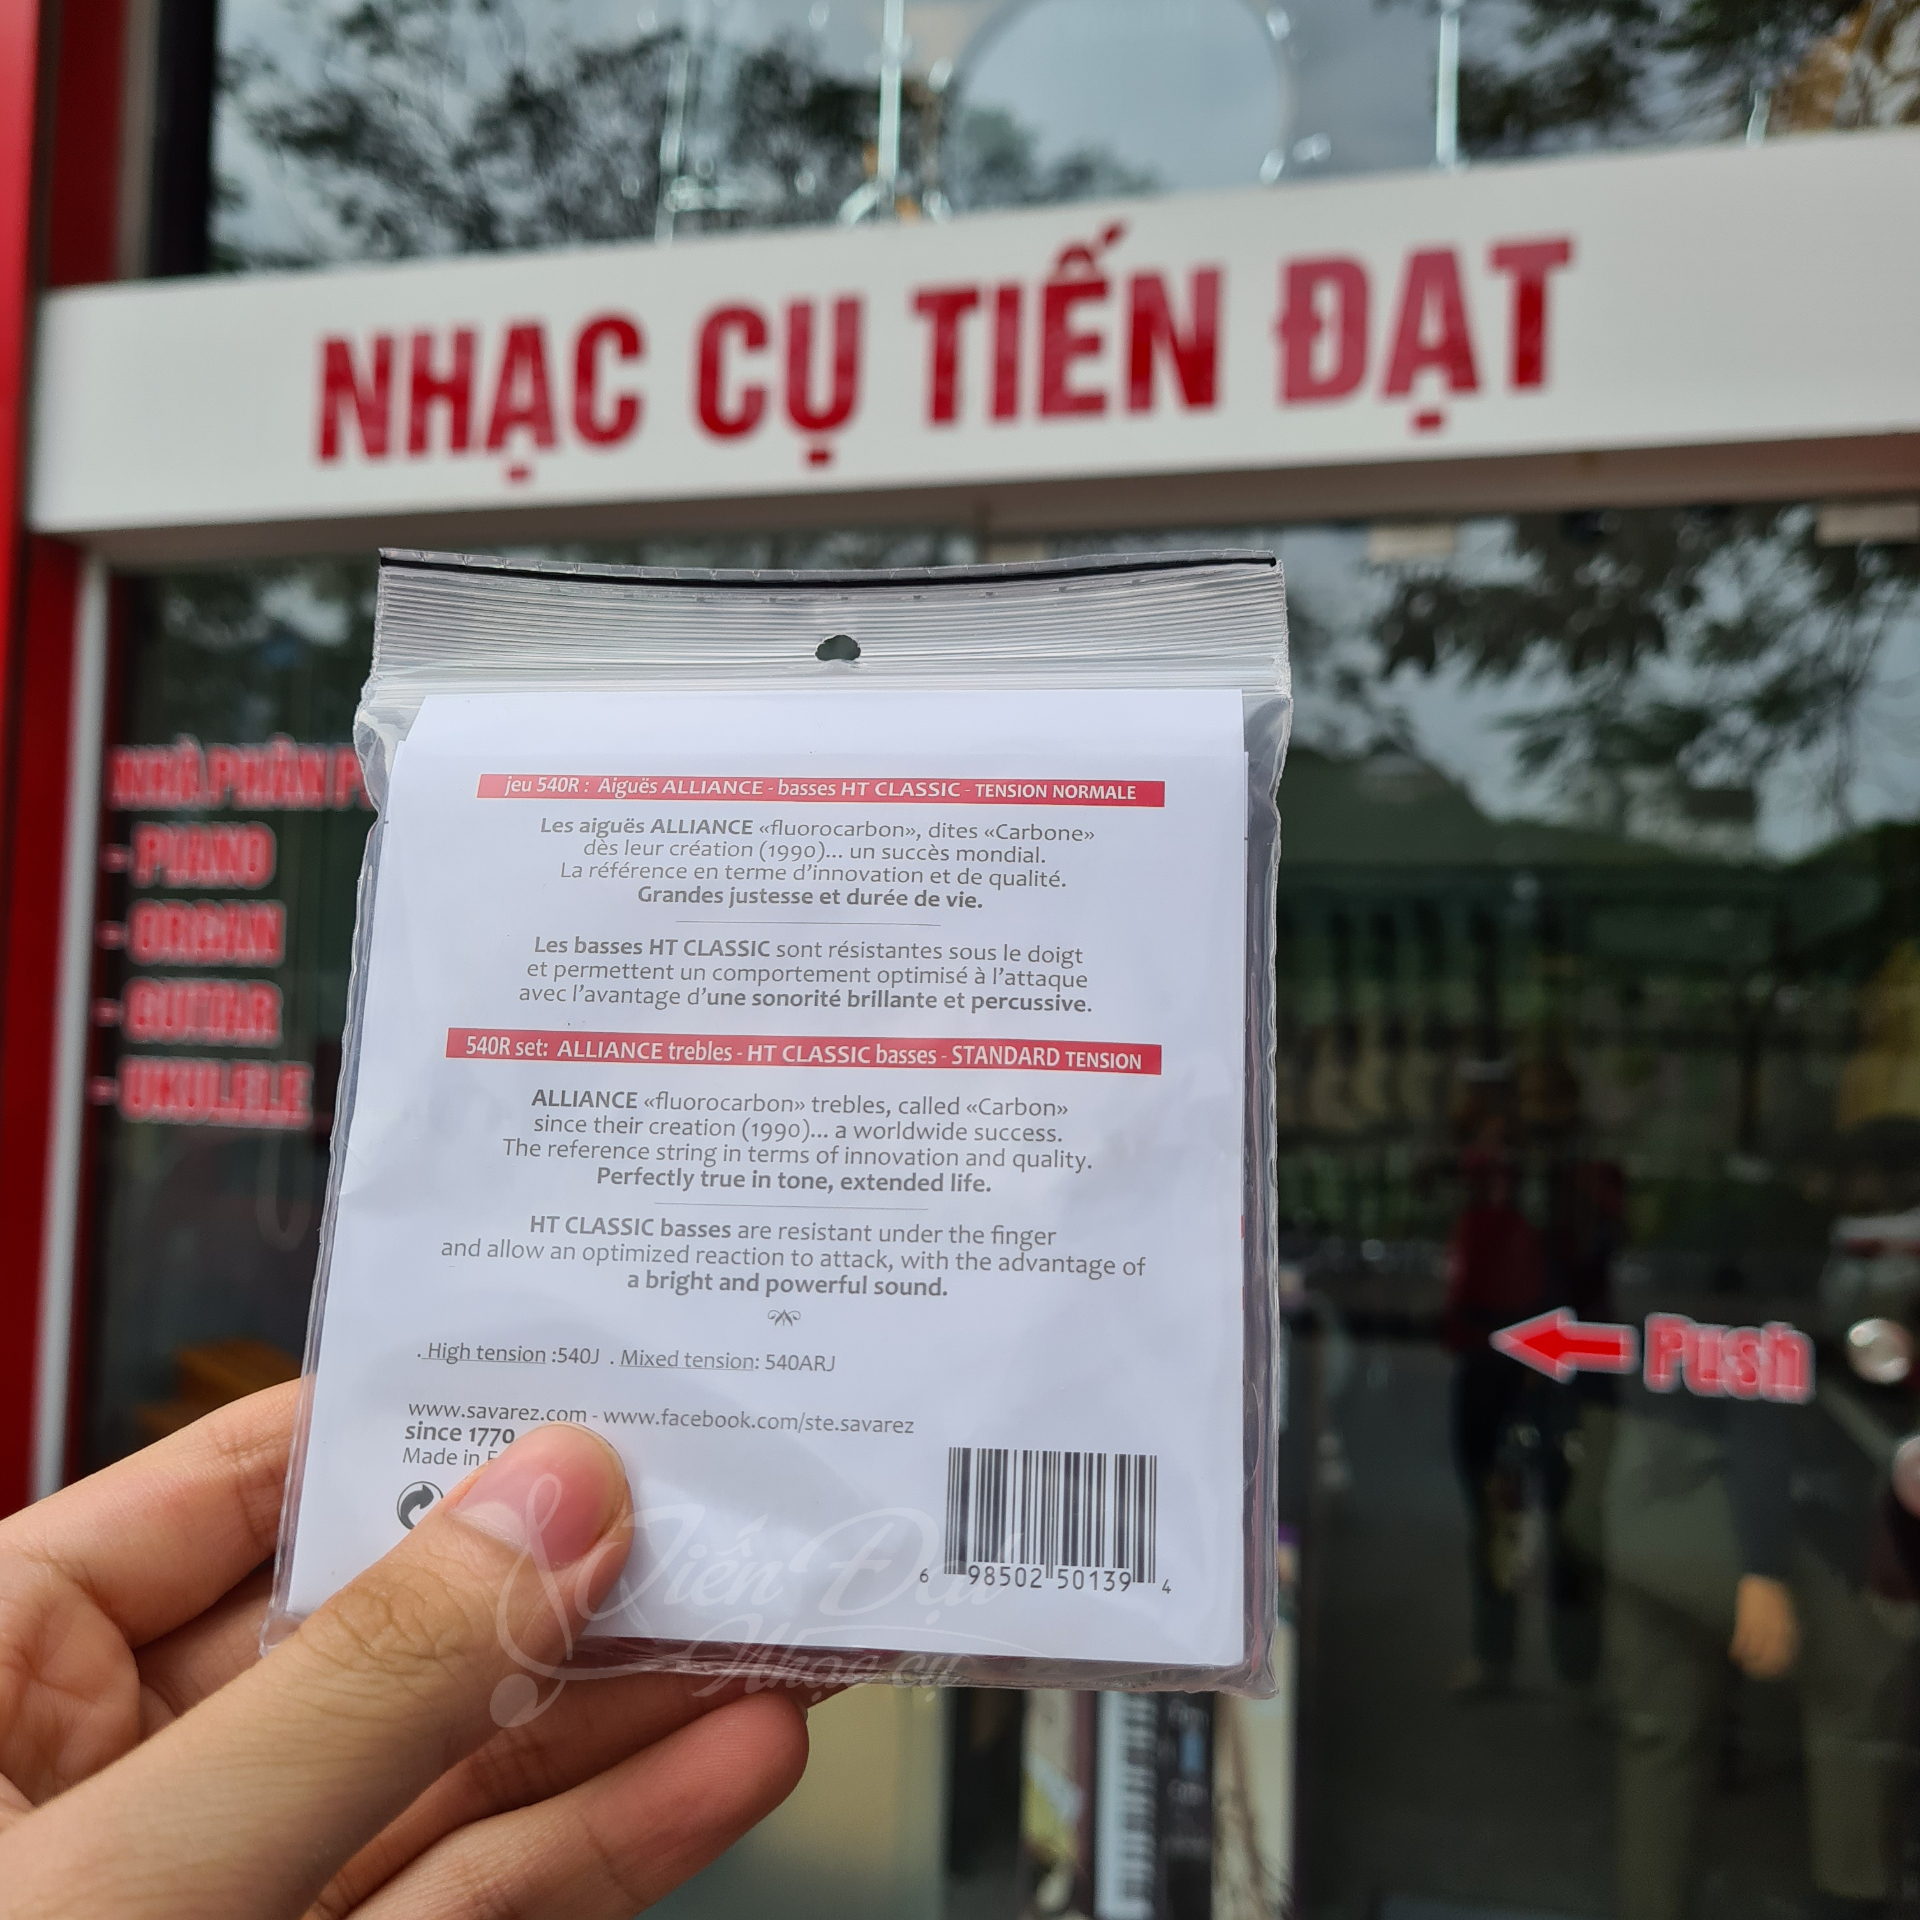 NHẠC CỤ TIẾN ĐẠT
NHÀ PHÂN P
- PIANO
- ORGAN
- GUITAR
- UKULELE
jeu 540R : Aiguës ALLIANCE - basses HT CLASSIC - TENSION NORMALE
Les aiguës ALLIANCE «fluorocarbon», dites «Carbone»
dès leur création (1990)... un succès mondial.
La référence en terme d'innovation et de qualité.
Grandes justesse et durée de vie.
Les basses HT CLASSIC sont résistantes sous le doigt
et permettent un comportement optimisé à l'attaque
avec l'avantage d'une sonorité brillante et percussive.
540R set: ALLIANCE trebles - HT CLASSIC basses - STANDARD TENSION
ALLIANCE «fluorocarbon» trebles, called «Carbon»
since their creation (1990)... a worldwide success.
The reference string in terms of innovation and quality.
Perfectly true in tone, extended life.
HT CLASSIC basses are resistant under the finger
and allow an optimized reaction to attack, with the advantage of
a bright and powerful sound.
. High tension :540J . Mixed tension: 540ARJ
www.savarez.com - www.facebook.com/ste.savarez
since 1770
Made in
6 98502 50139 4
Push
Tiến Đạt
Nhạc cụ